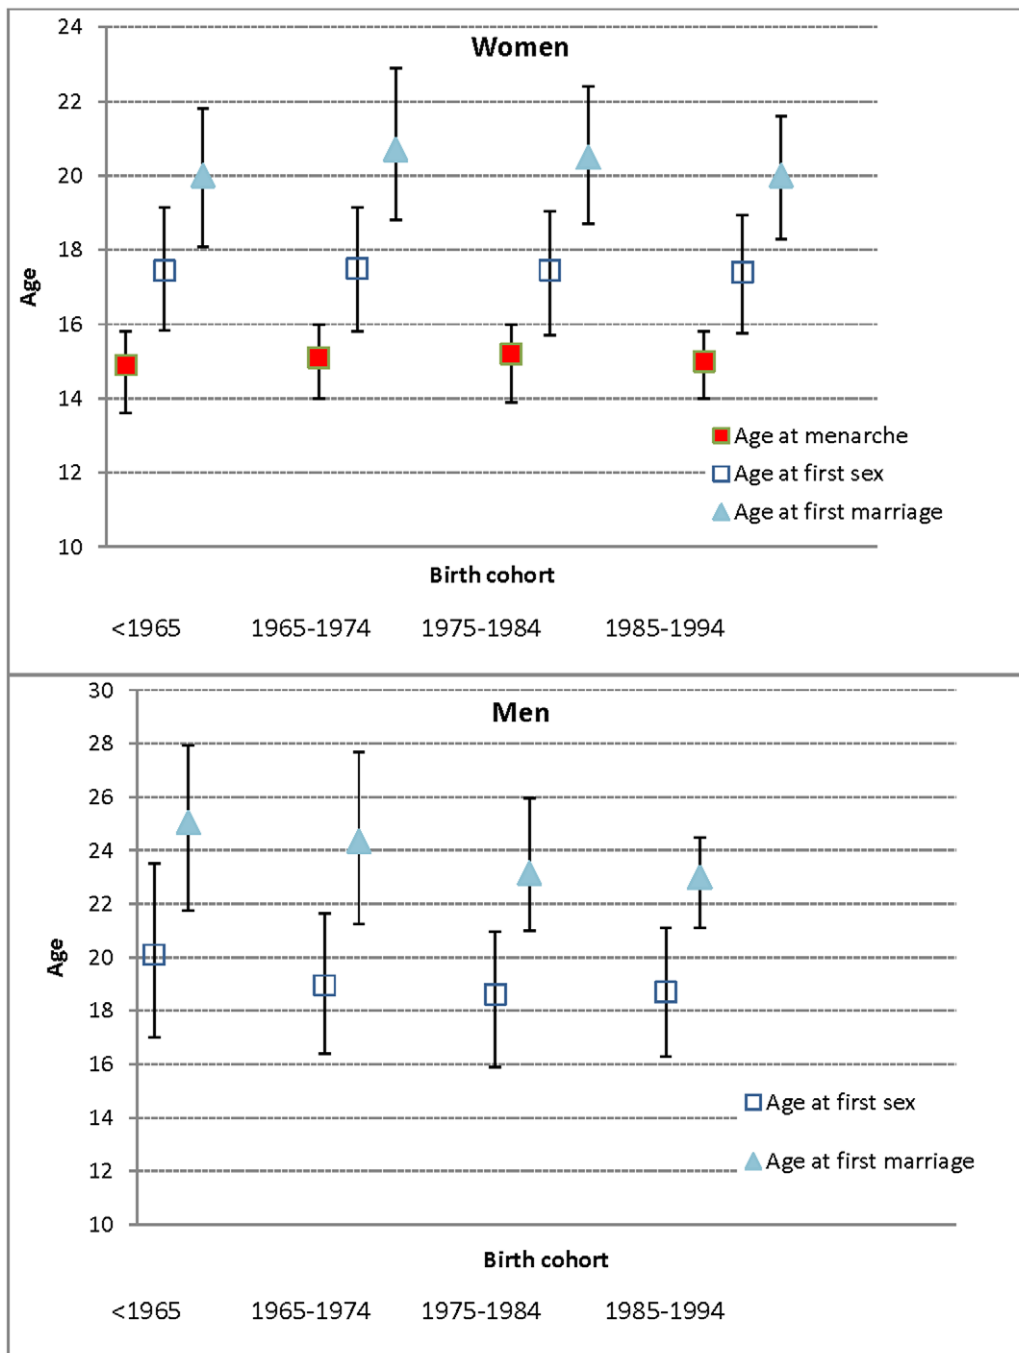 Women
24
22
20
18
16
14
12
10
Age
Age at menarche
Age at first sex
Age at first marriage
Birth cohort
<1965 1965-1974 1975-1984 1985-1994
Men
30
28
26
24
22
20
18
16
14
12
10
Age
Age at first sex
Age at first marriage
Birth cohort
<1965 1965-1974 1975-1984 1985-1994